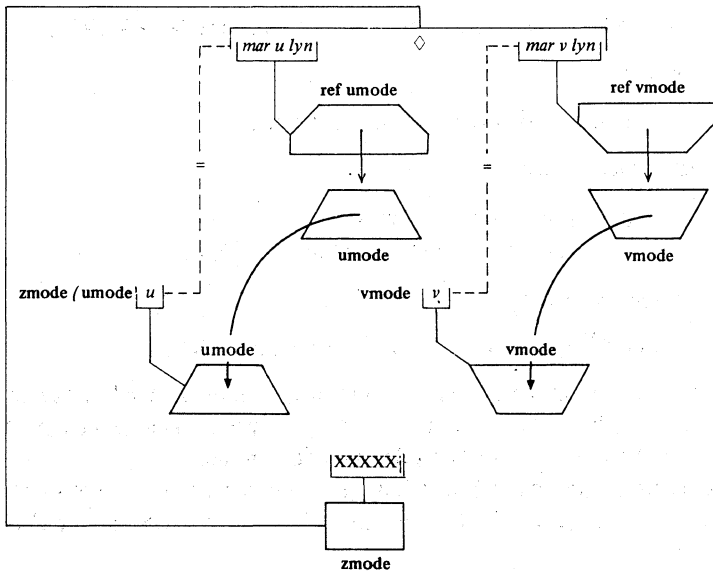 mar u lyn ◇ mar v lyn
ref umode ref vmode
= =
umode vmode
zmode ( umode u vmode v
umode vmode
XXXXX
zmode